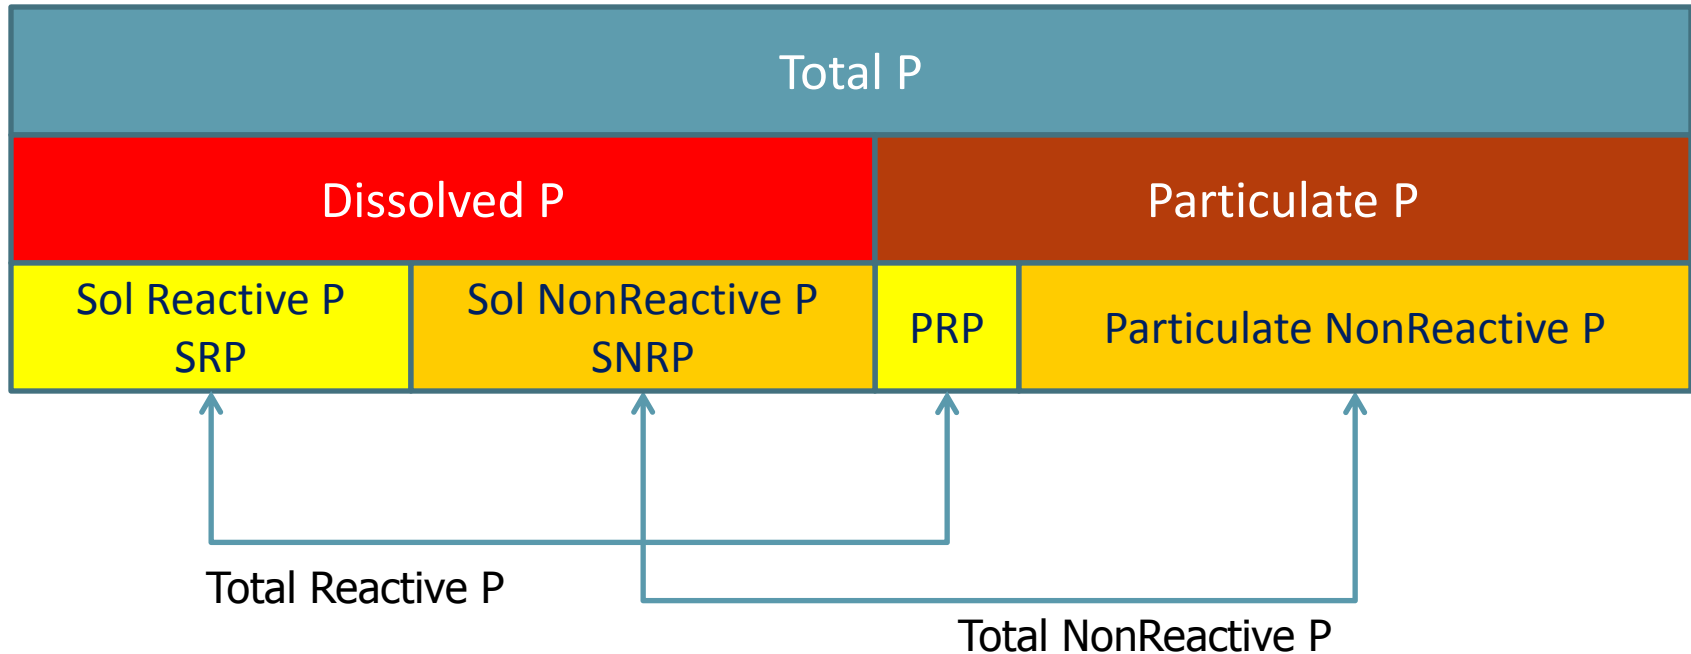 Total P
Dissolved P
Particulate P
Sol Reactive P
SRP
Sol NonReactive P
SNRP
PRP
Particulate NonReactive P
Total Reactive P
Total NonReactive P